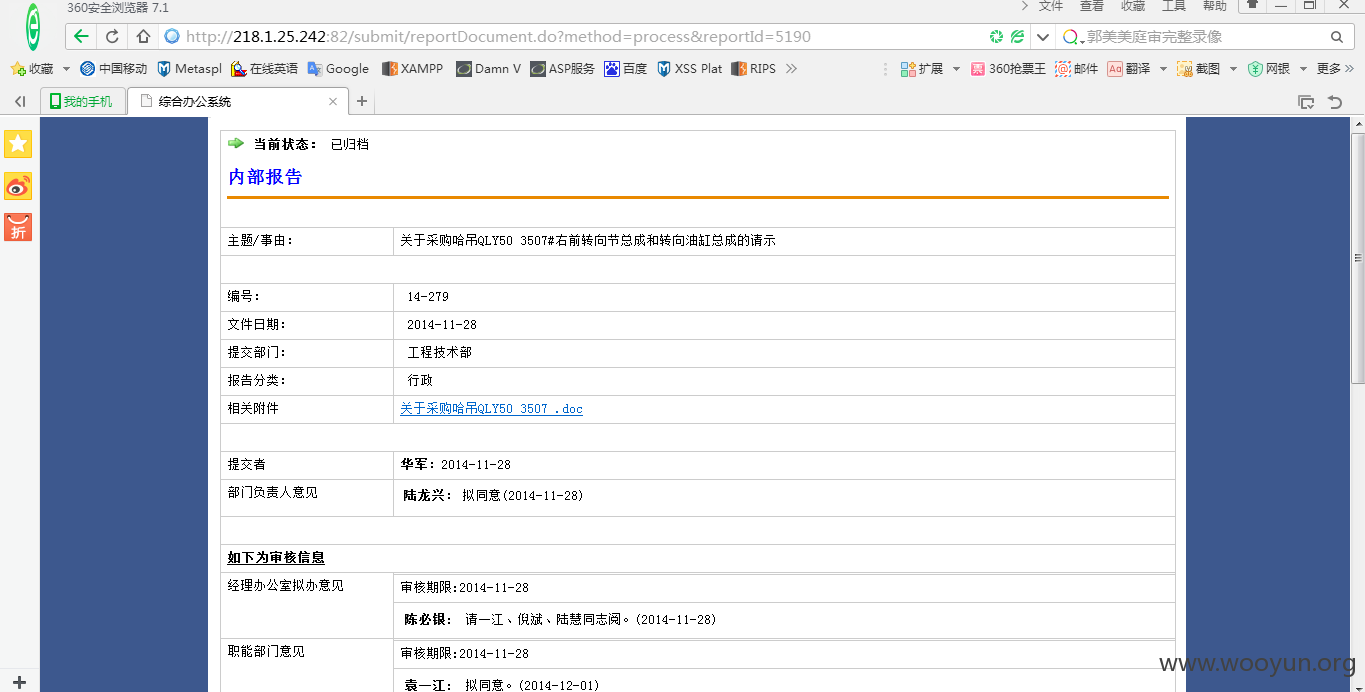 360安全浏览器 7.1
文件 查看 收藏 工具 帮助
http://218.1.25.242:82/submit/reportDocument.do?method=process&reportId=5190
郭美美庭审完整录像
收藏 中国移动 Metaspl 在线英语 Google XAMPP Damn V ASP服务 百度 XSS Plat RIPS 扩展 360抢票王 邮件 翻译 截图 网银 更多
我的手机 综合办公系统
折
当前状态： 已归档
内部报告
主题/事由： 关于采购哈吊QLY50 3507#右前转向节总成和转向油缸总成的请示
编号： 14-279
文件日期： 2014-11-28
提交部门： 工程技术部
报告分类： 行政
相关附件 关于采购哈吊QLY50 3507 .doc
提交者 华军：2014-11-28
部门负责人意见 陆龙兴： 拟同意(2014-11-28)
如下为审核信息
经理办公室拟办意见 审核期限:2014-11-28
陈必银： 请一江、倪斌、陆慧同志阅。(2014-11-28)
职能部门意见 审核期限:2014-11-28
袁一江： 拟同意。(2014-12-01)
www.wooyun.org